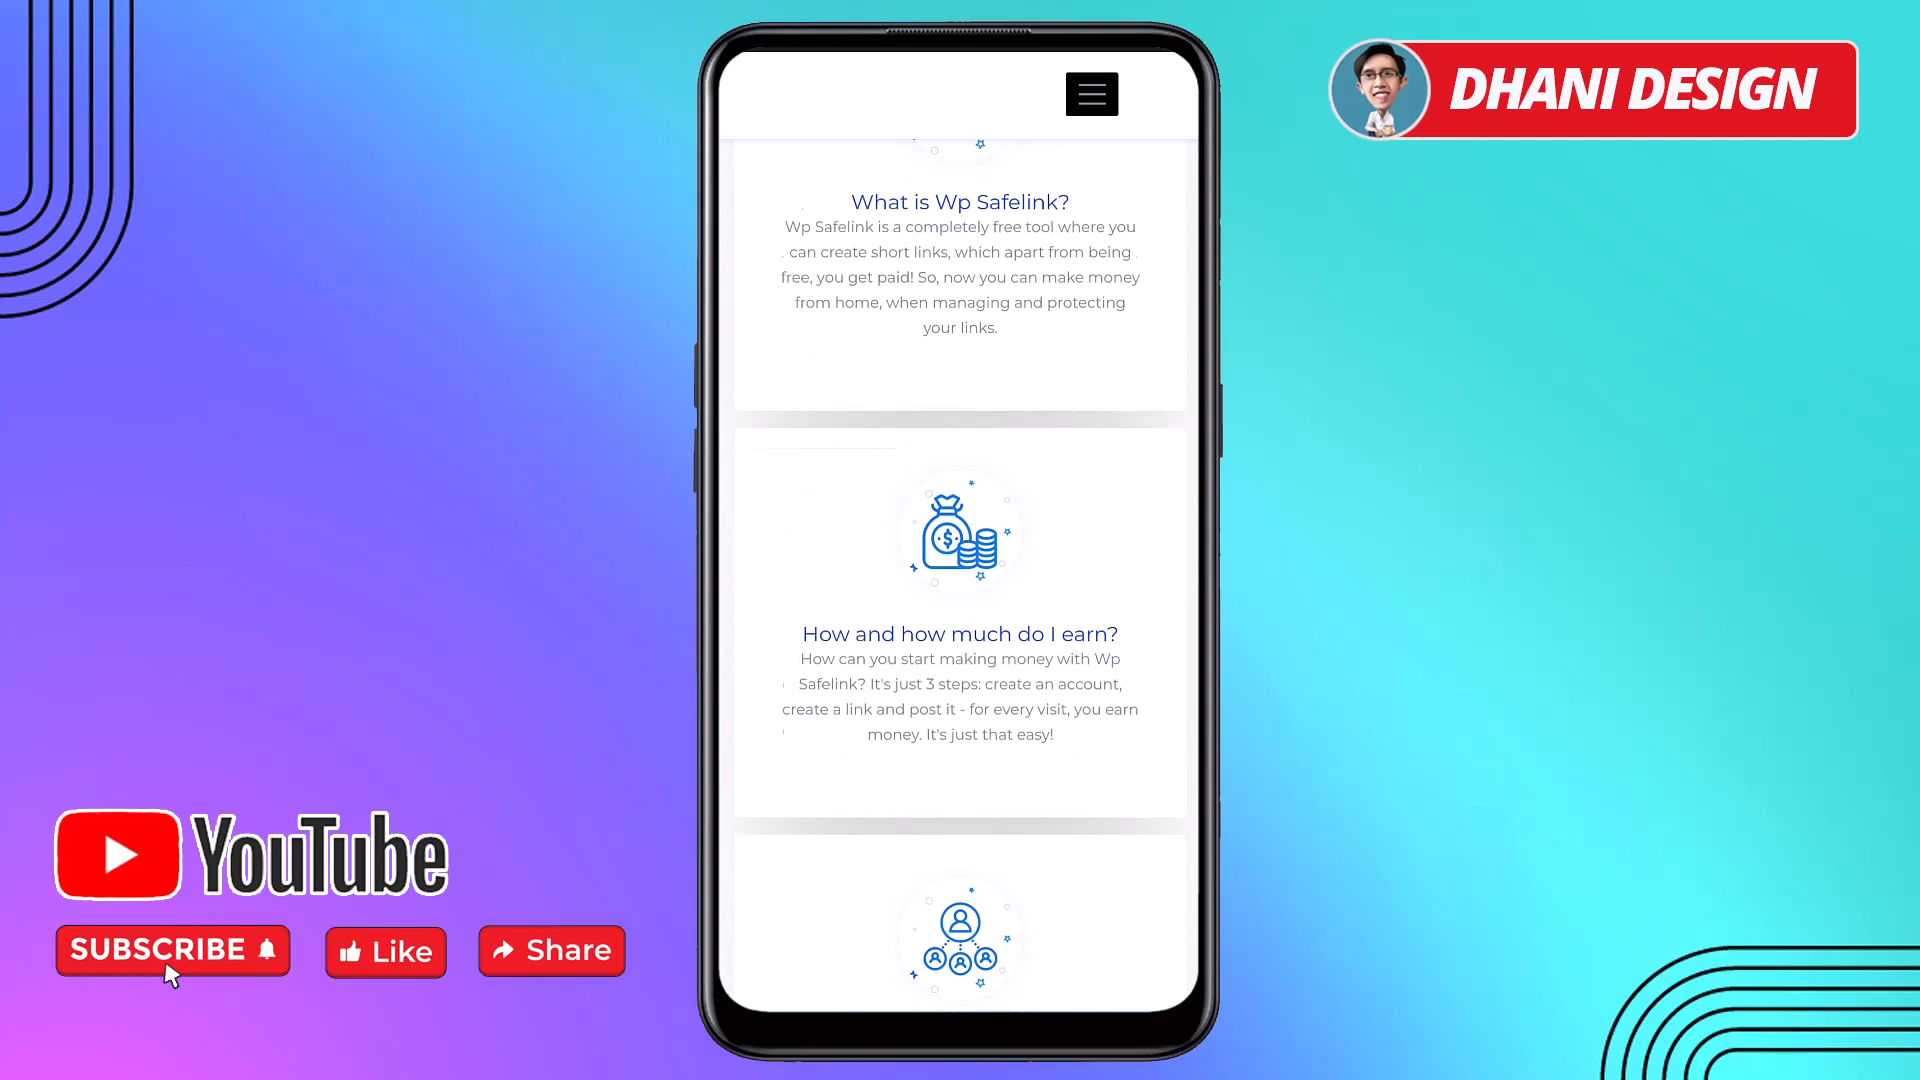 DHANI DESIGN
What is Wp Safelink?
Wp Safelink is a completely free tool where you
can create short links, which apart from being
free, you get paid! So, now you can make money
from home, when managing and protecting
your links.
How and how much do I earn?
How can you start making money with Wp
Safelink? It's just 3 steps: create an account,
create a link and post it - for every visit, you earn
money. It's just that easy!
YouTube
SUBSCRIBE
Like
Share